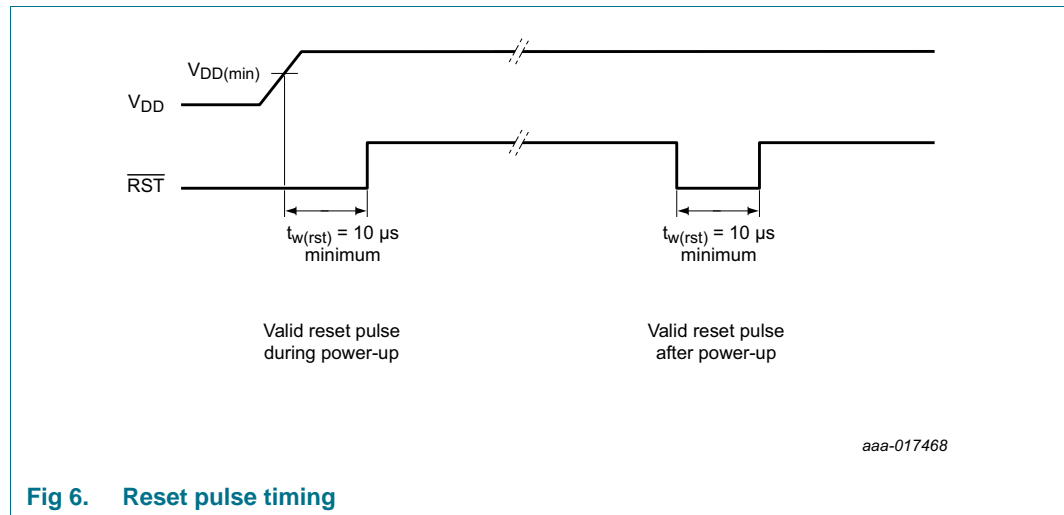 V_DD(min)
V_DD
R̅S̅T̅
t_w(rst) = 10 µs
minimum
t_w(rst) = 10 µs
minimum
Valid reset pulse
during power-up
Valid reset pulse
after power-up
aaa-017468
Fig 6. Reset pulse timing